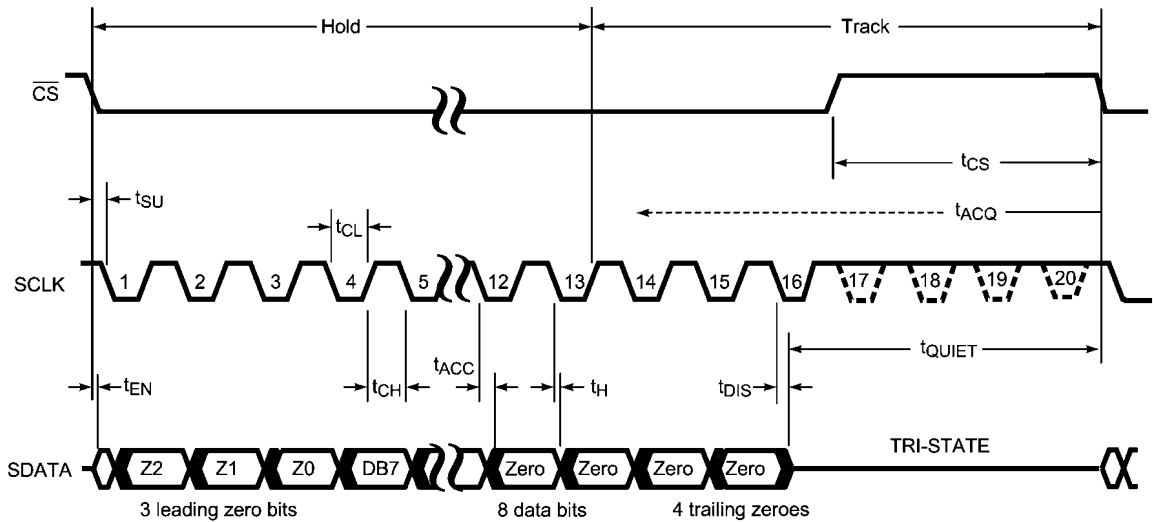 Hold Track
CS
tCS
tSU
tACQ
tCL
SCLK 1 2 3 4 5 12 13 14 15 16 17 18 19 20
tQUIET
tACC
tEN tCH tH tDIS
TRI-STATE
SDATA Z2 Z1 Z0 DB7 Zero Zero Zero Zero
3 leading zero bits 8 data bits 4 trailing zeroes